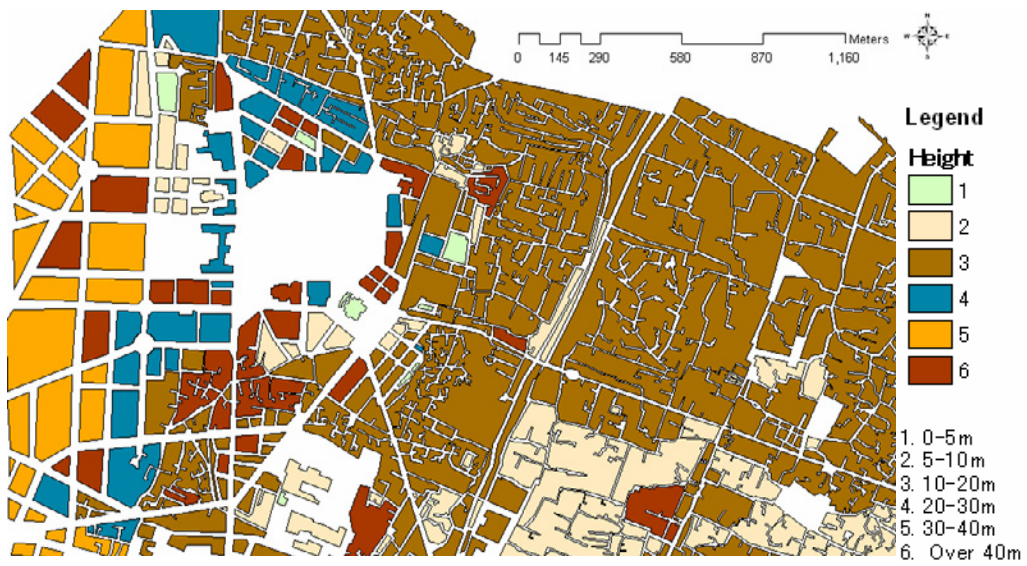 N
W E
S
Meters
0 145 290 580 870 1,160
Legend
Height
1
2
3
4
5
6
1. 0-5m
2. 5-10m
3. 10-20m
4. 20-30m
5. 30-40m
6. Over 40m